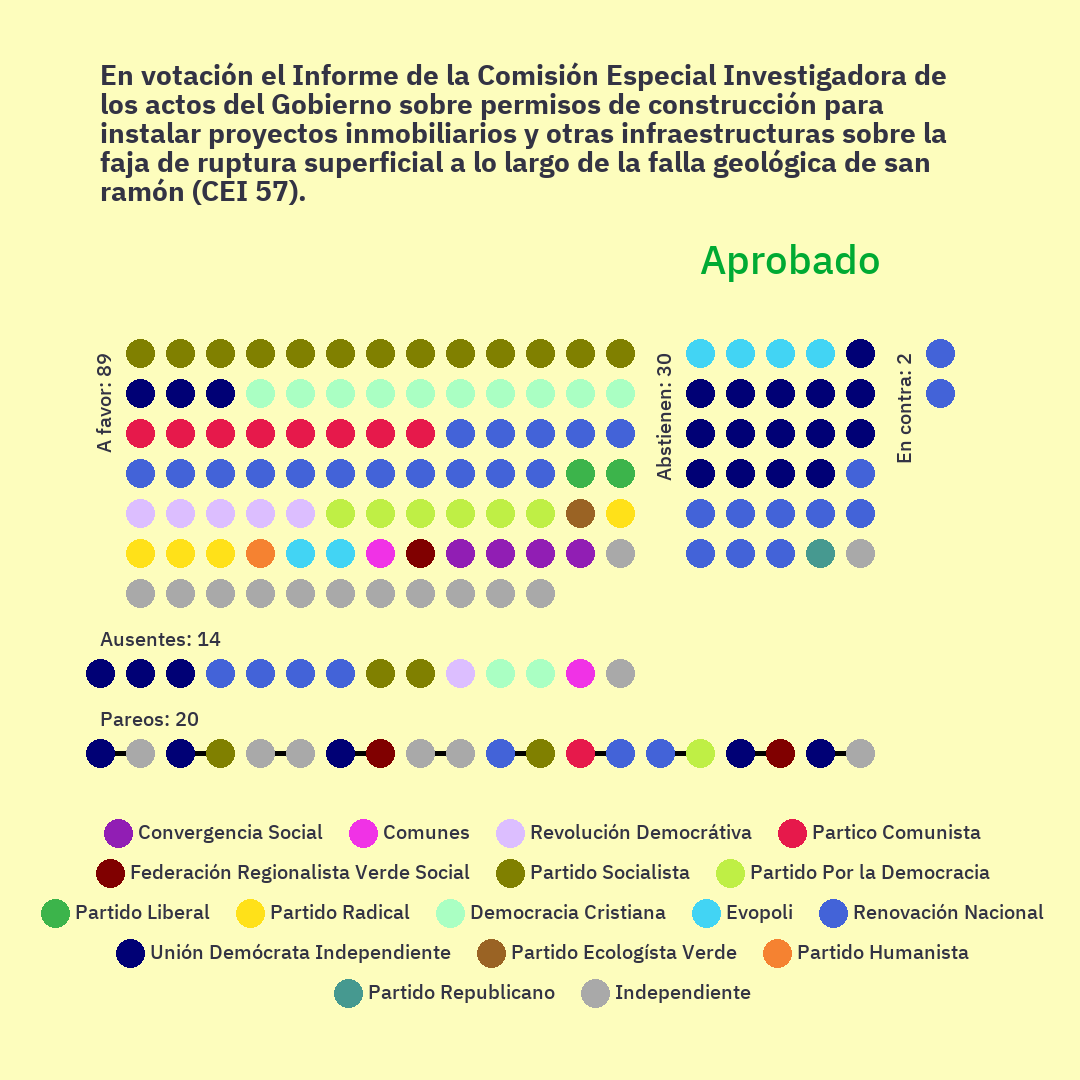 En votación el Informe de la Comisión Especial Investigadora de
los actos del Gobierno sobre permisos de construcción para
instalar proyectos inmobiliarios y otras infraestructuras sobre la
faja de ruptura superficial a lo largo de la falla geológica de san
ramón (CEI 57).
Aprobado
A favor: 89
Abstienen: 30
En contra: 2
Ausentes: 14
Pareos: 20
Convergencia Social
Comunes
Revolución Democrátiva
Partico Comunista
Federación Regionalista Verde Social
Partido Socialista
Partido Por la Democracia
Partido Liberal
Partido Radical
Democracia Cristiana
Evopoli
Renovación Nacional
Unión Demócrata Independiente
Partido Ecologísta Verde
Partido Humanista
Partido Republicano
Independiente